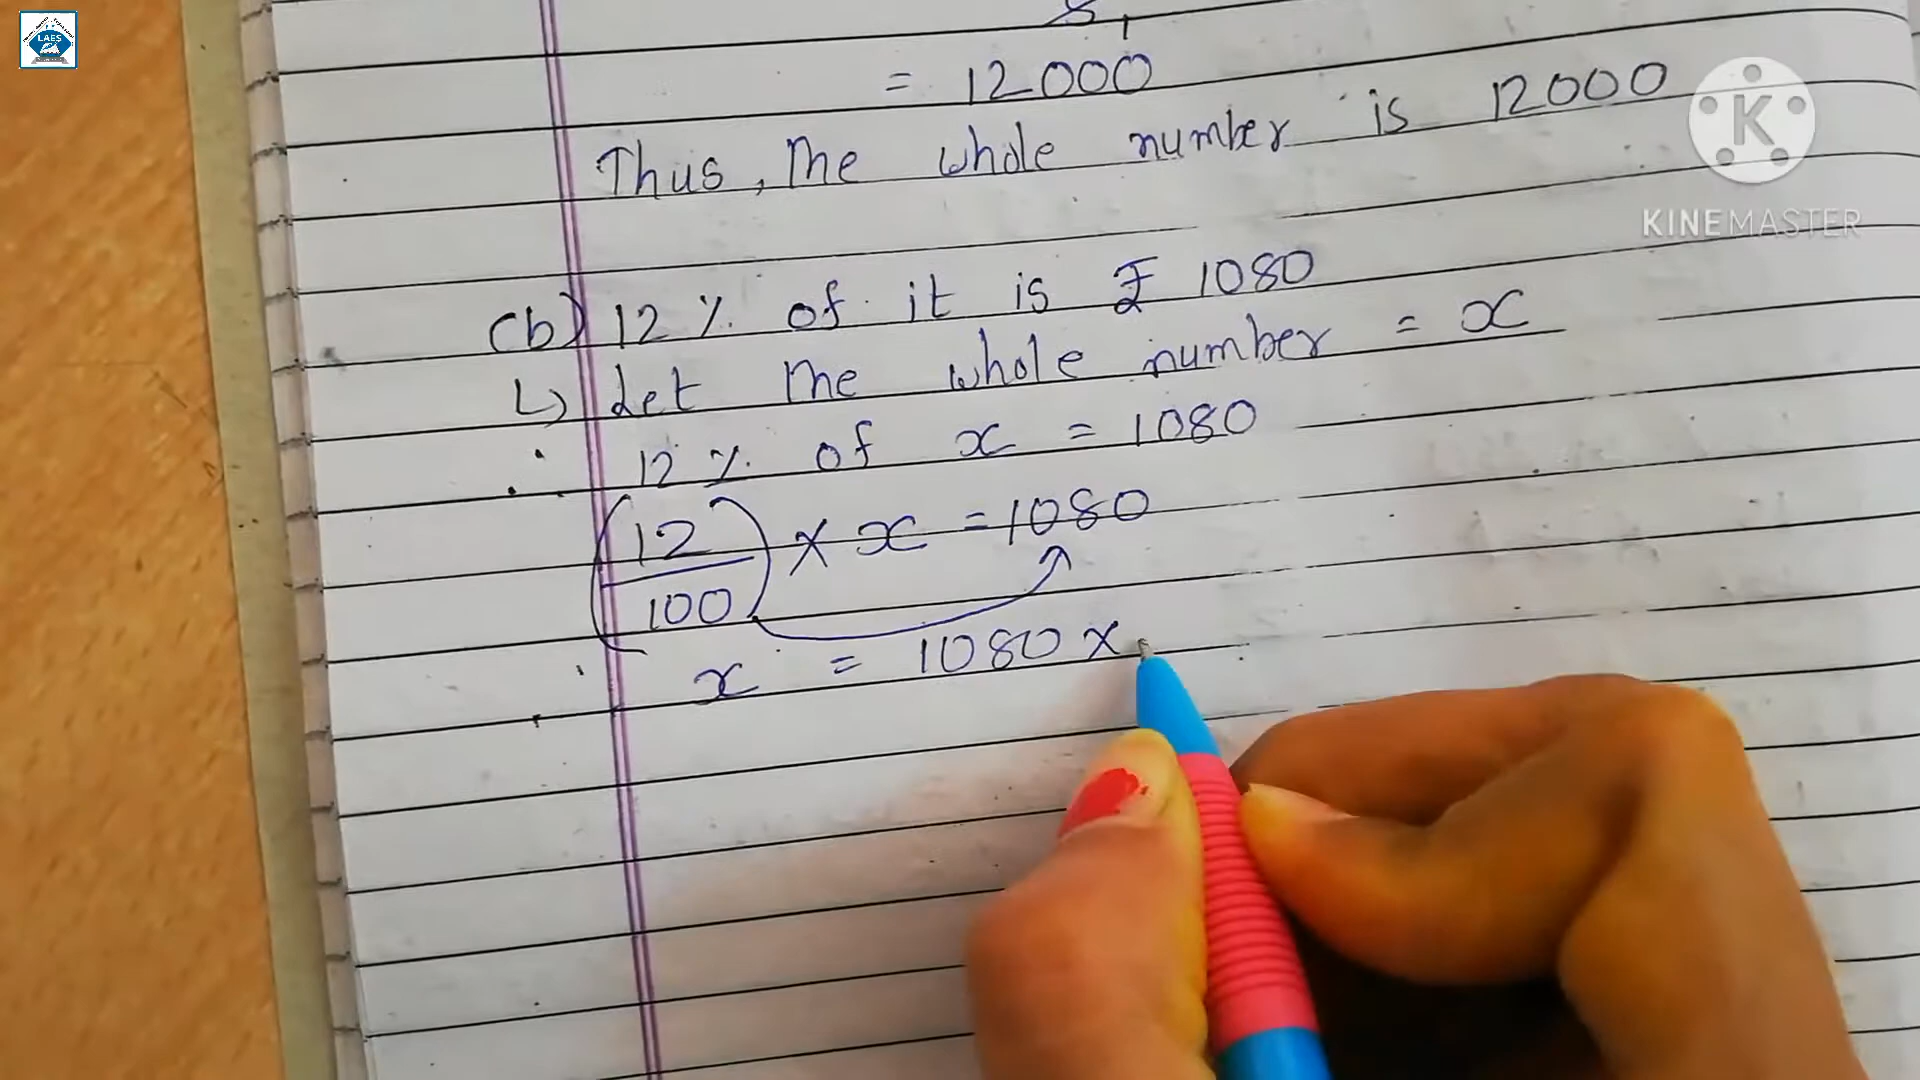 LAES
= 12000
Thus, The whole number is 12000
K
KINEMASTER
(b) 12 % of it is ₹ 1080
↳ Let the whole number = x
∴ 12 % of x = 1080
(12/100) × x = 1080
x = 1080 ×